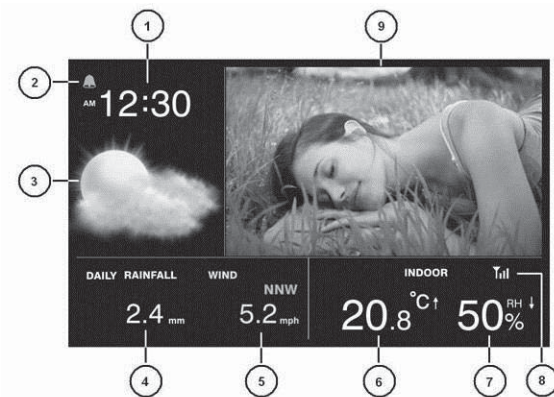 1
9
2
AM 12:30
3
DAILY RAINFALL WIND
NNW
2.4 mm 5.2 mph
INDOOR
20.8 °C↑ 50% RH ↓
4
5
6
7
8